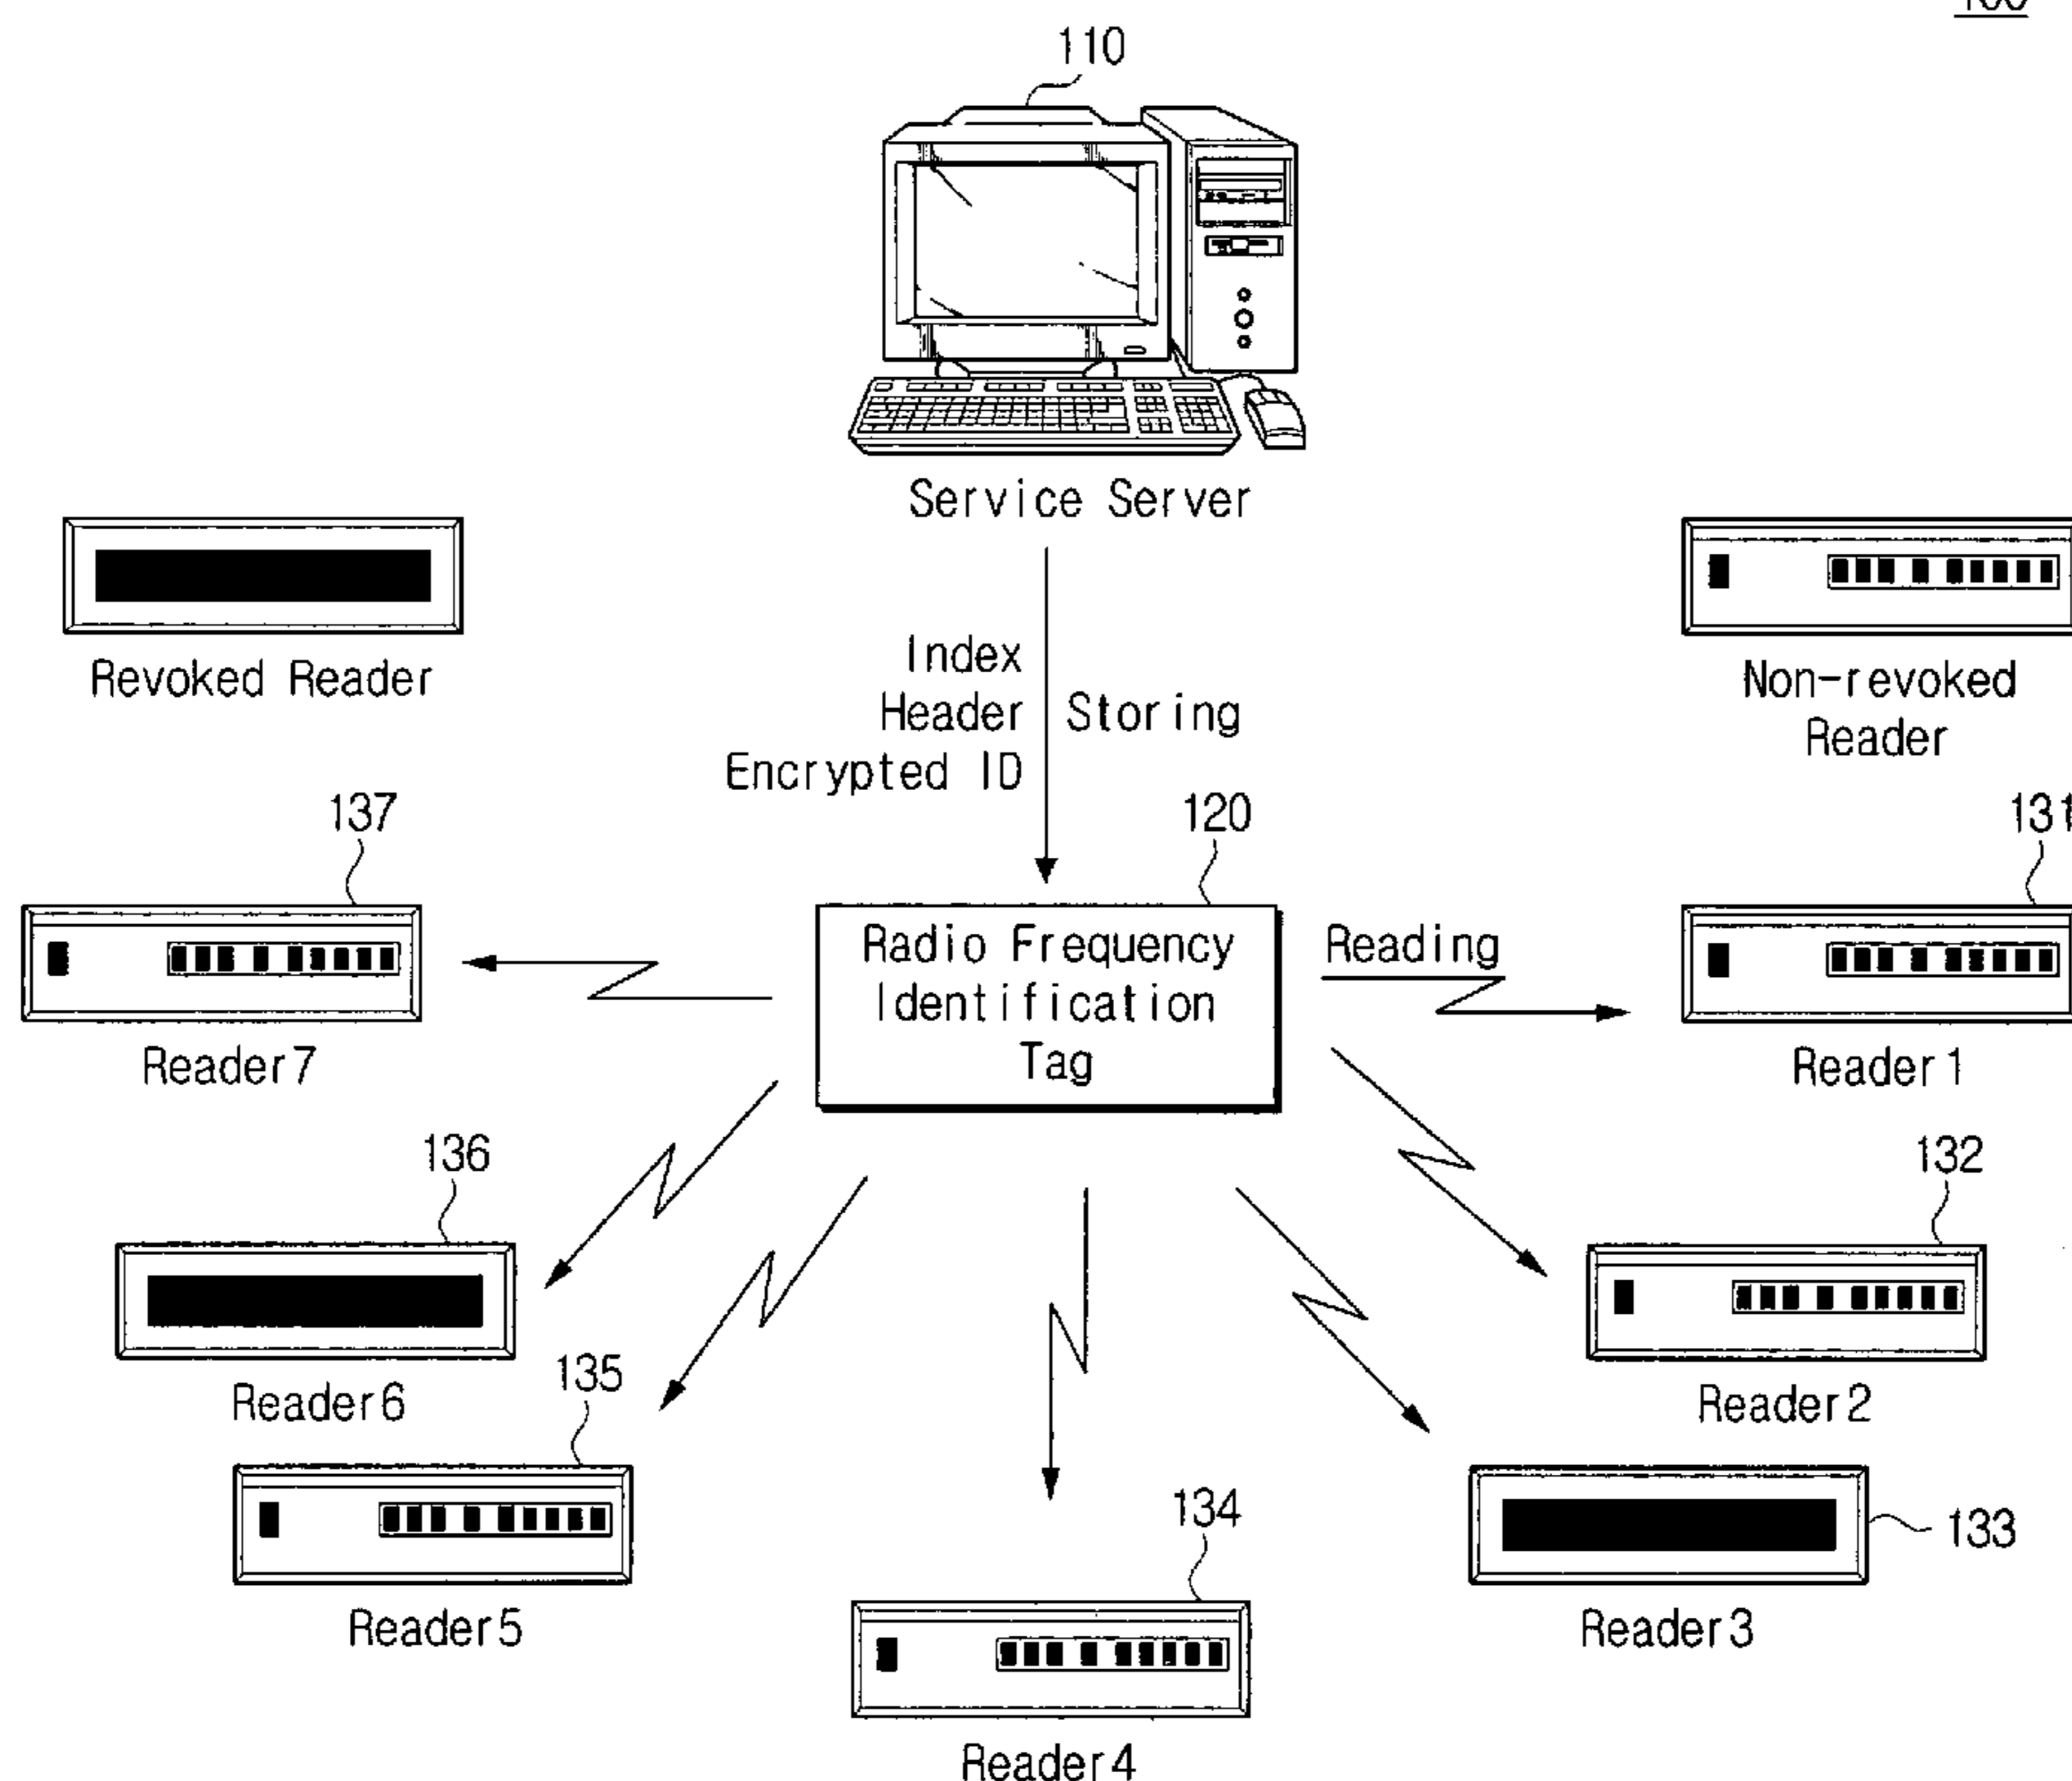 110
Service Server
Revoked Reader
Non-revoked
Reader
Index
Header
Encrypted ID
Storing
137
120
131
Radio Frequency
Identification
Tag
Reading
Reader7
Reader1
136
132
Reader6
Reader2
135
133
Reader5
Reader3
134
Reader4